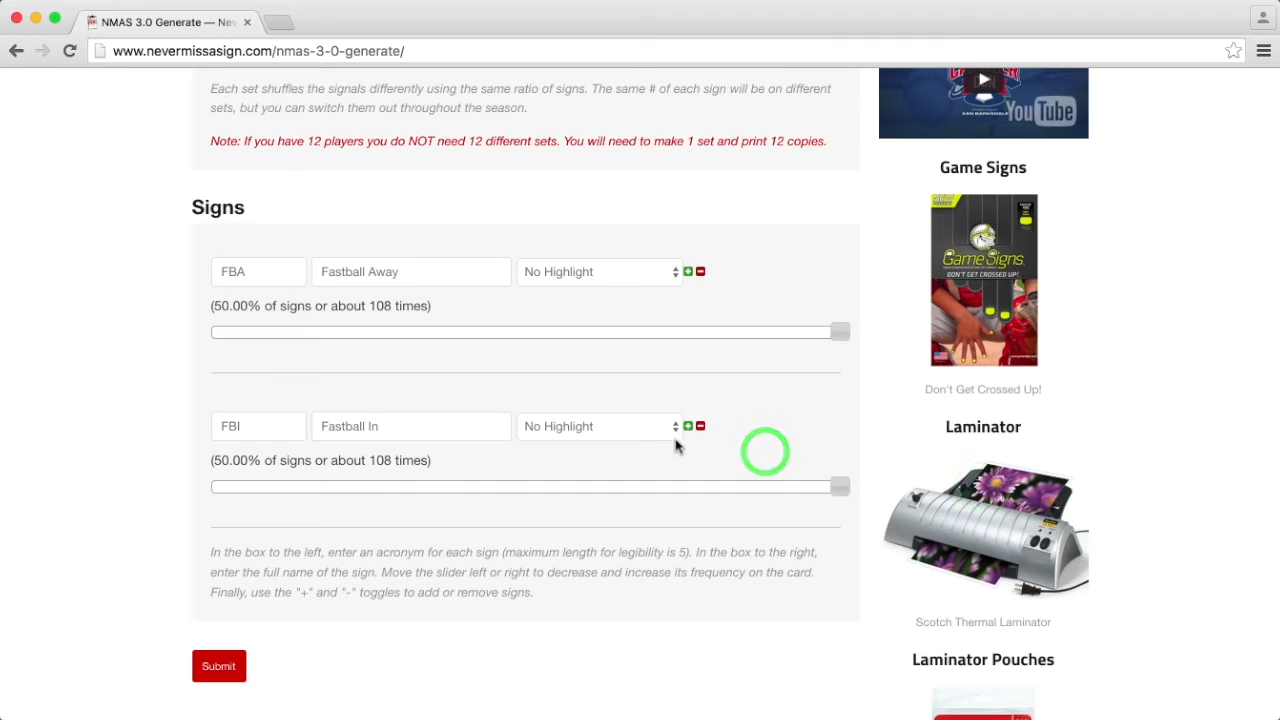 NMAS 3.0 Generate — Nev
www.nevermissasign.com/nmas-3-0-generate/
Each set shuffles the signals differently using the same ratio of signs. The same # of each sign will be on different
sets, but you can switch them out throughout the season.
Note: If you have 12 players you do NOT need 12 different sets. You will need to make 1 set and print 12 copies.
Signs
FBA Fastball Away No Highlight
(50.00% of signs or about 108 times)
FBI Fastball In No Highlight
(50.00% of signs or about 108 times)
In the box to the left, enter an acronym for each sign (maximum length for legibility is 5). In the box to the right,
enter the full name of the sign. Move the slider left or right to decrease and increase its frequency on the card.
Finally, use the "+" and "-" toggles to add or remove signs.
Submit
YouTube
Game Signs
NEW
Game Signs.
DON'T GET CROSSED UP!
Don't Get Crossed Up!
Laminator
Scotch Thermal Laminator
Laminator Pouches